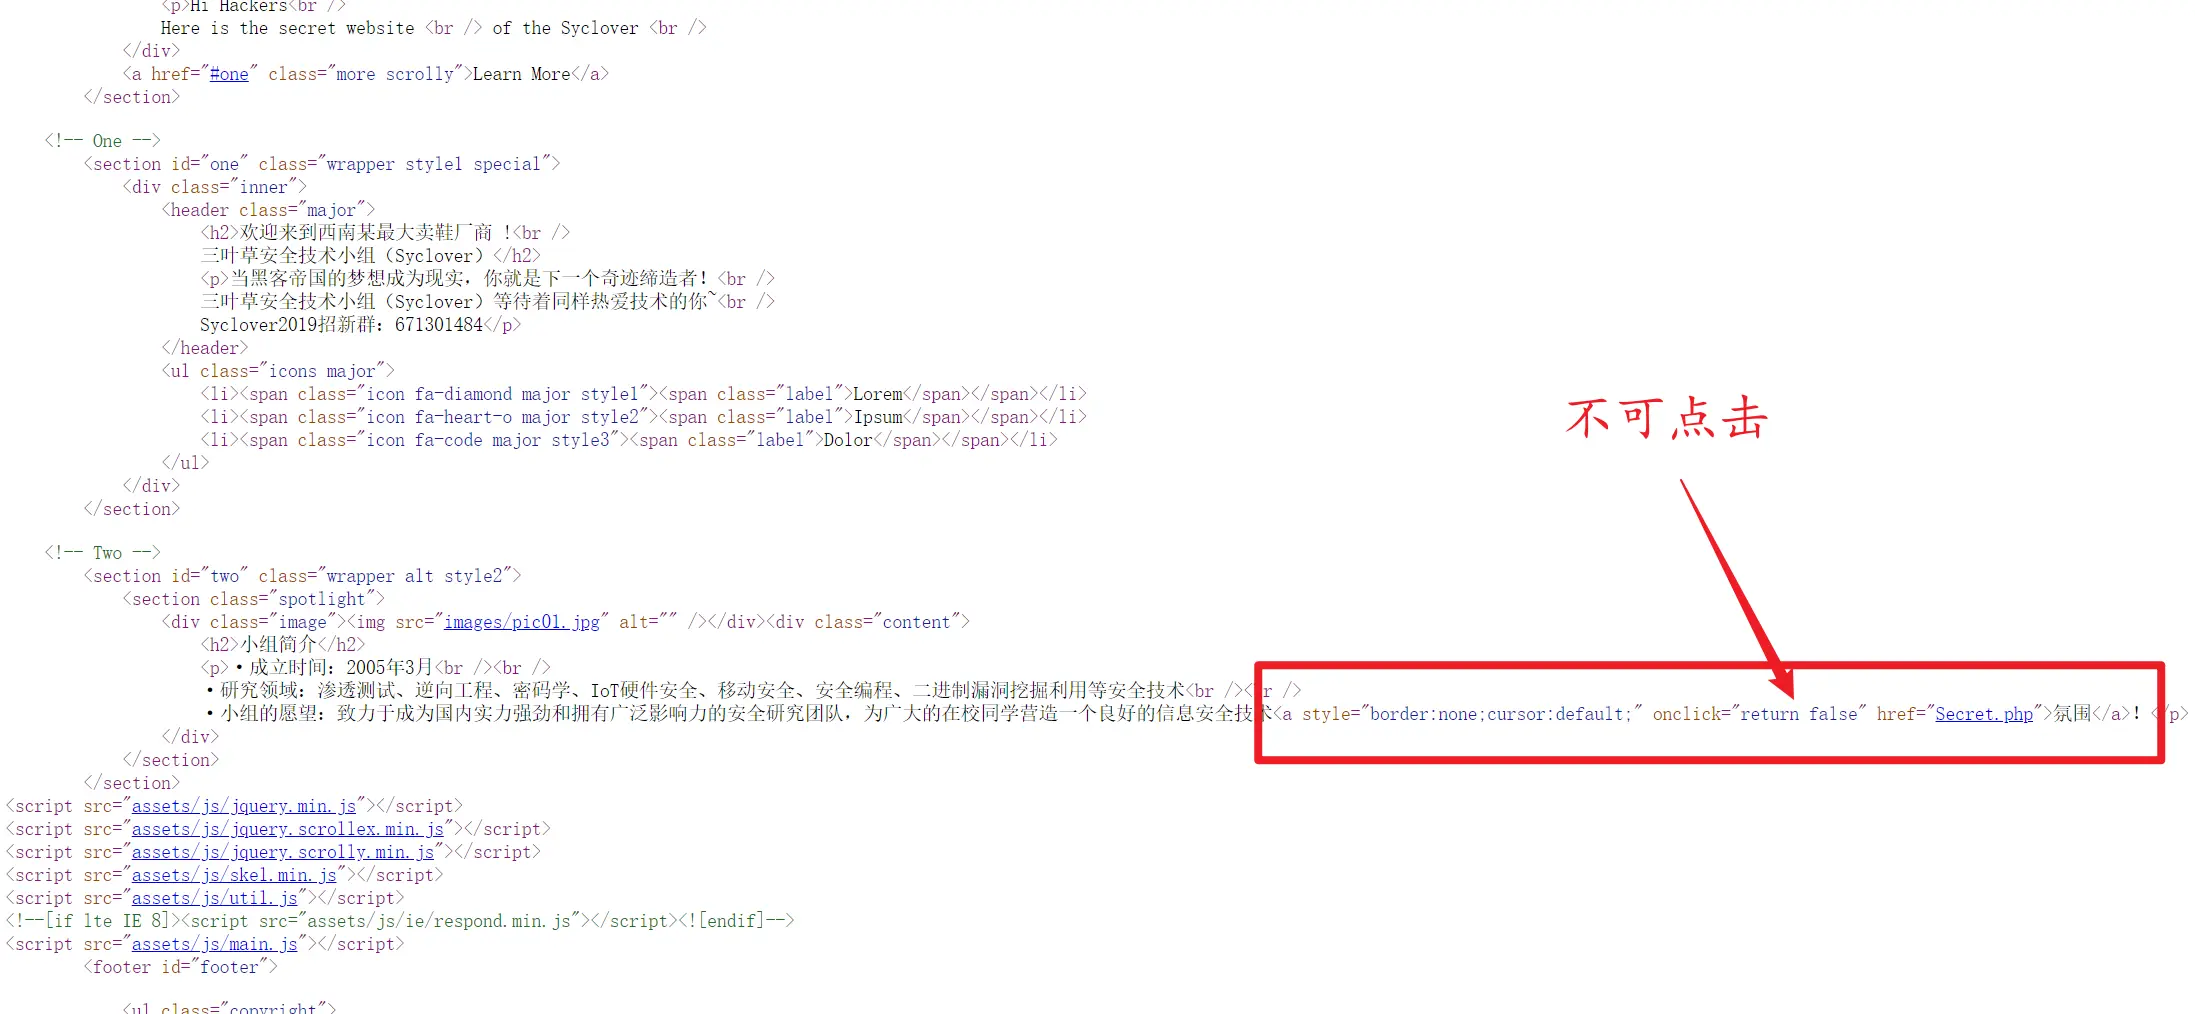 <p>Hi Hackers<br />
Here is the secret website <br /> of the Syclover <br />
</div>
<a href="#one" class="more scrolly">Learn More</a>
</section>
<!-- One -->
<section id="one" class="wrapper style1 special">
<div class="inner">
<header class="major">
<h2>欢迎来到西南某最大卖鞋厂商 !<br />
三叶草安全技术小组（Syclover）</h2>
<p>当黑客帝国的梦想成为现实，你就是下一个奇迹缔造者！<br />
三叶草安全技术小组（Syclover）等待着同样热爱技术的你~<br />
Syclover2019招新群：671301484</p>
</header>
<ul class="icons major">
<li><span class="icon fa-diamond major style1"><span class="label">Lorem</span></span></li>
<li><span class="icon fa-heart-o major style2"><span class="label">Ipsum</span></span></li>
<li><span class="icon fa-code major style3"><span class="label">Dolor</span></span></li>
</ul>
</div>
</section>
不可点击
<!-- Two -->
<section id="two" class="wrapper alt style2">
<section class="spotlight">
<div class="image"><img src="images/pic01.jpg" alt="" /></div><div class="content">
<h2>小组简介</h2>
<p>·成立时间：2005年3月<br /><br />
·研究领域：渗透测试、逆向工程、密码学、IoT硬件安全、移动安全、安全编程、二进制漏洞挖掘利用等安全技术<br /><br />
·小组的愿望：致力于成为国内实力强劲和拥有广泛影响力的安全研究团队，为广大的在校同学营造一个良好的信息安全技术<a style="border:none;cursor:default;" onclick="return false" href="Secret.php">氛围</a>！</p>
</div>
</section>
</section>
<script src="assets/js/jquery.min.js"></script>
<script src="assets/js/jquery.scrollex.min.js"></script>
<script src="assets/js/jquery.scrolly.min.js"></script>
<script src="assets/js/skel.min.js"></script>
<script src="assets/js/util.js"></script>
<!--[if lte IE 8]><script src="assets/js/ie/respond.min.js"></script><![endif]-->
<script src="assets/js/main.js"></script>
<footer id="footer">
<ul class="copyright">